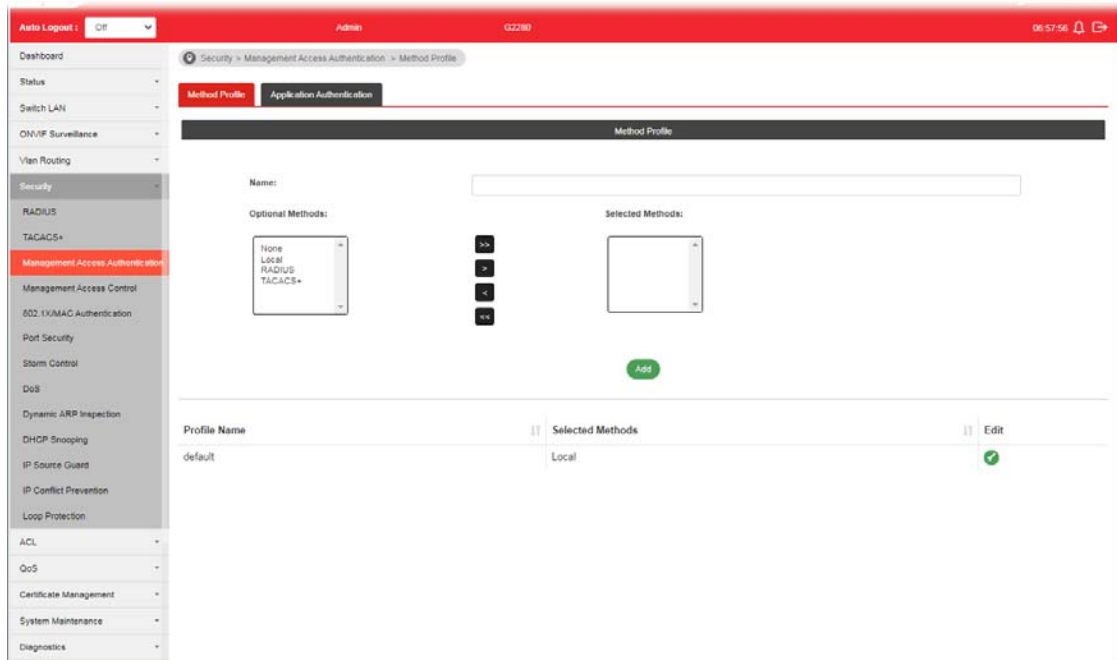 Auto Logout : Off Admin G2280 06:57:56
Dashboard
Status
Switch LAN
ONVIF Surveillance
Vlan Routing
Security
RADIUS
TACACS+
Management Access Authentication
Management Access Control
802.1X/MAC Authentication
Port Security
Storm Control
DoS
Dynamic ARP Inspection
DHCP Snooping
IP Source Guard
IP Conflict Prevention
Loop Protection
ACL
QoS
Certificate Management
System Maintenance
Diagnostics
Security > Management Access Authentication > Method Profile
Method Profile Application Authentication
Method Profile
Name:
Optional Methods: Selected Methods:
None
Local
RADIUS
TACACS+
>>
>
<
<<
Add
Profile Name Selected Methods Edit
default Local